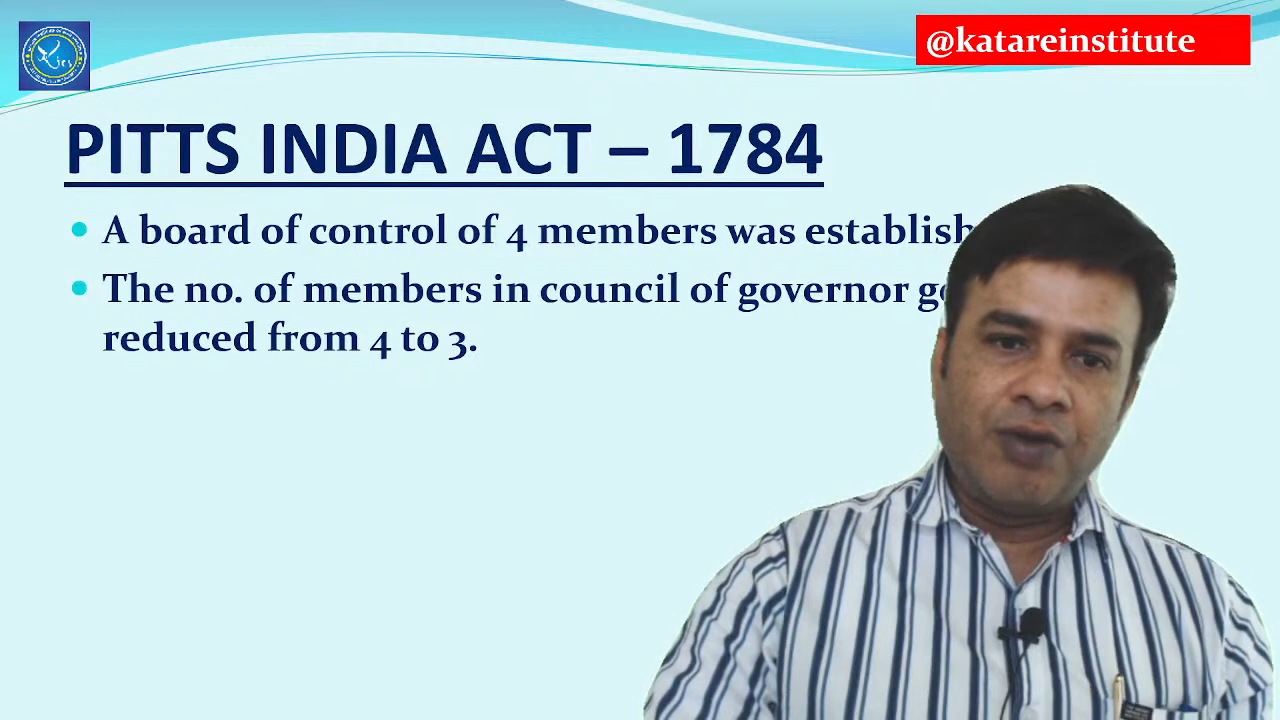 @katareinstitute
PITTS INDIA ACT – 1784
A board of control of 4 members was establish
The no. of members in council of governor
reduced from 4 to 3.